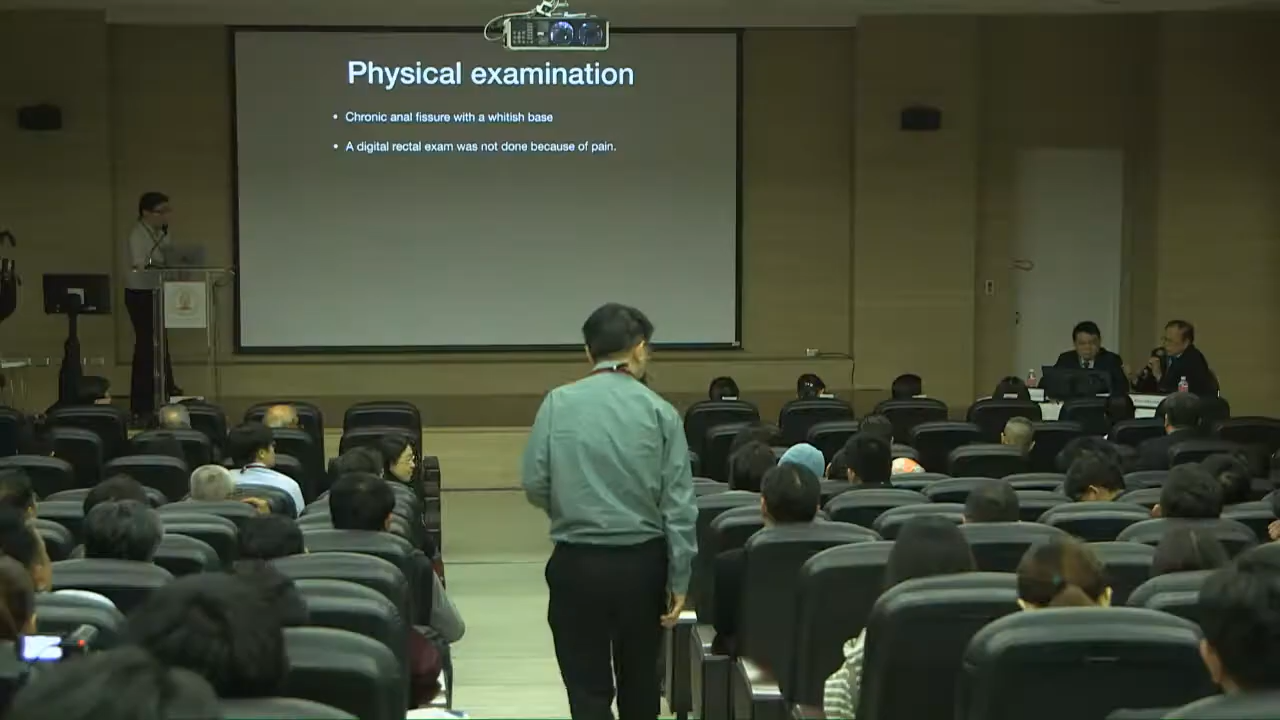 Physical examination
• Chronic anal fissure with a whitish base
• A digital rectal exam was not done because of pain.